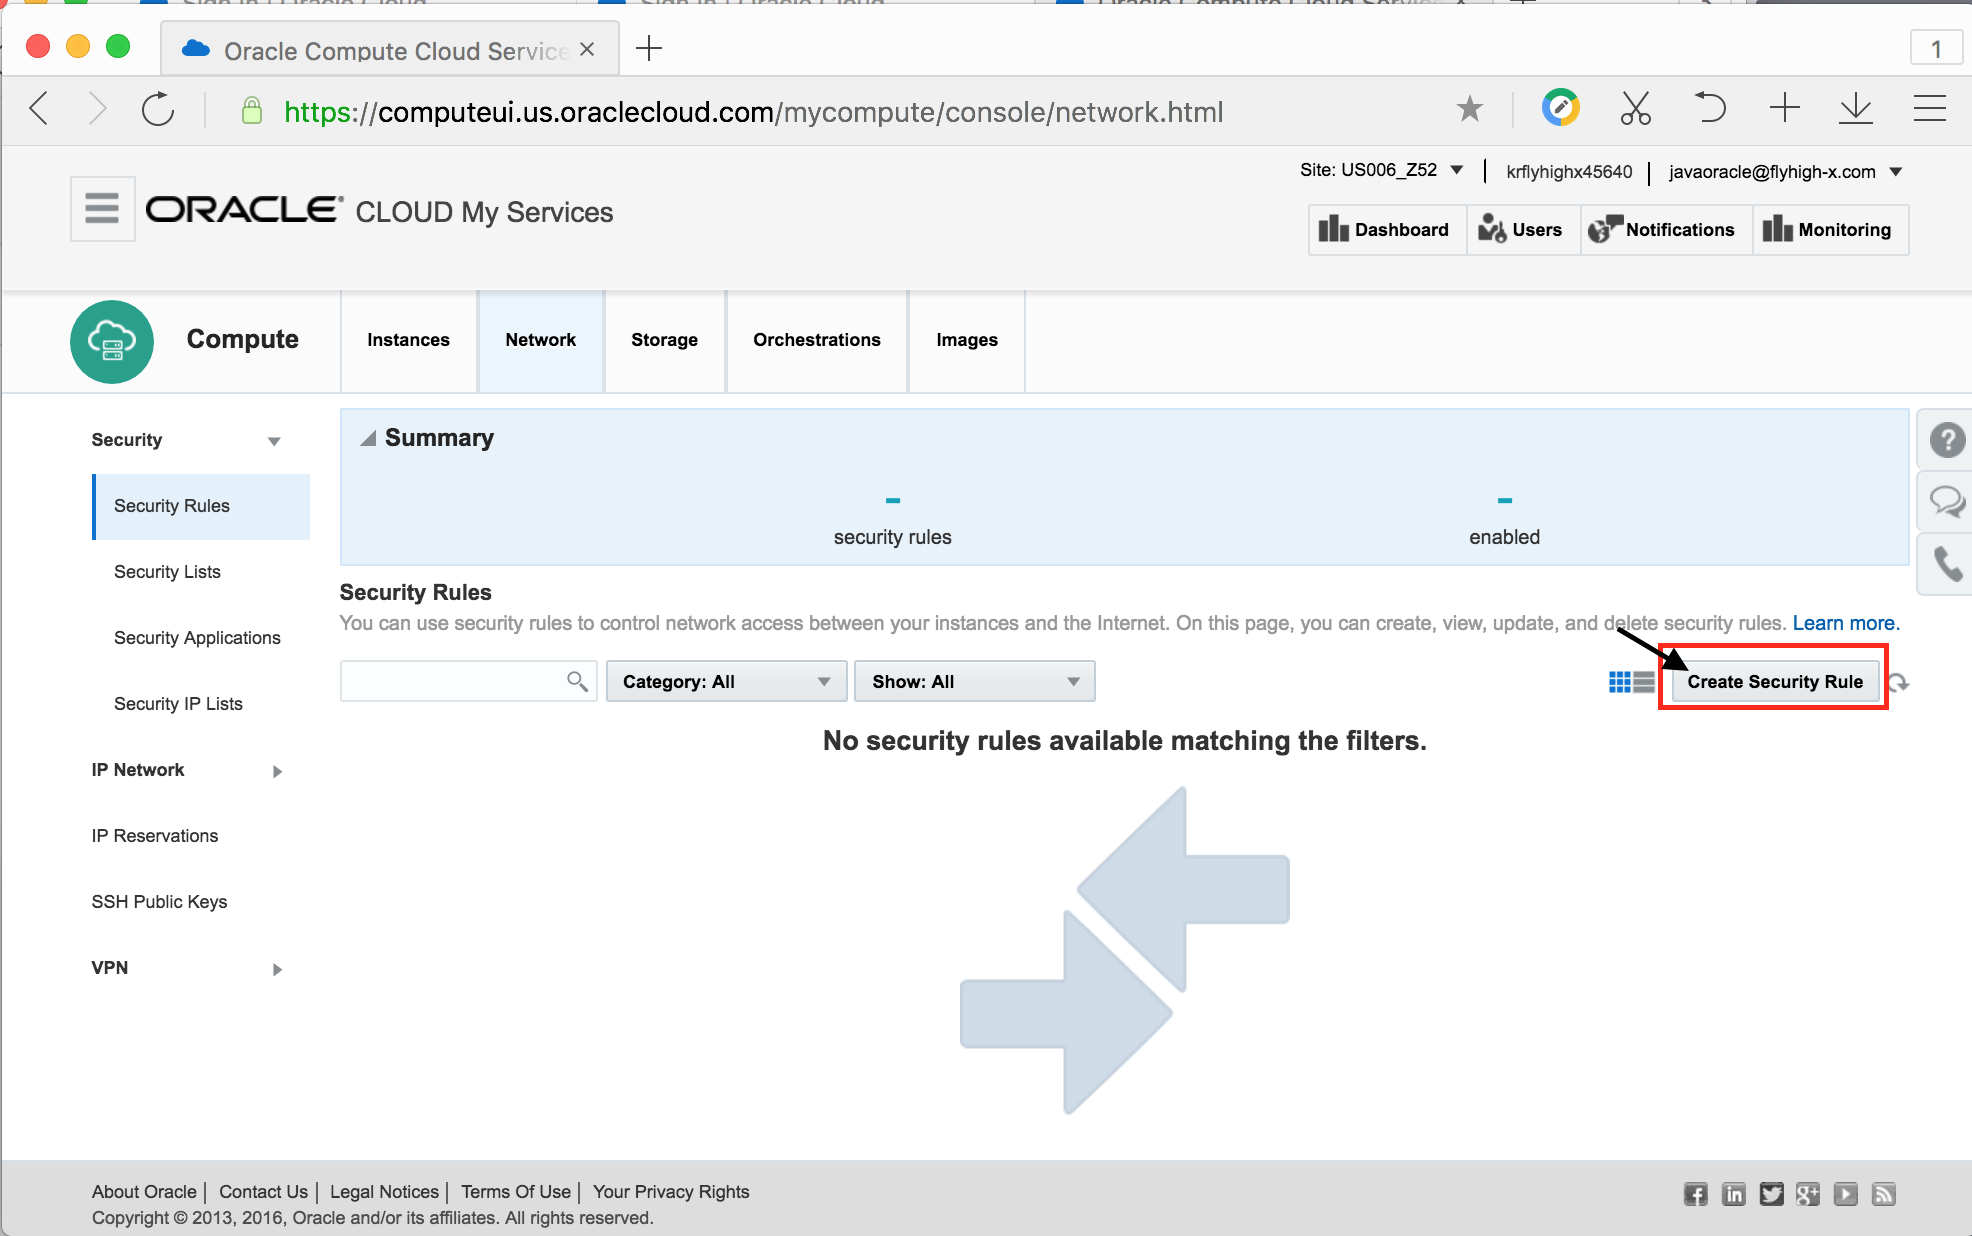 Oracle Compute Cloud Service
1
https://computeui.us.oraclecloud.com/mycompute/console/network.html
Site: US006_Z52 | krflyhighx45640 | javaoracle@flyhigh-x.com
ORACLE CLOUD My Services
Dashboard Users Notifications Monitoring
Compute Instances Network Storage Orchestrations Images
Security
Security Rules
Security Lists
Security Applications
Security IP Lists
IP Network
IP Reservations
SSH Public Keys
VPN
Summary
- -
security rules enabled
Security Rules
You can use security rules to control network access between your instances and the Internet. On this page, you can create, view, update, and delete security rules. Learn more.
Category: All Show: All Create Security Rule
No security rules available matching the filters.
About Oracle | Contact Us | Legal Notices | Terms Of Use | Your Privacy Rights
Copyright © 2013, 2016, Oracle and/or its affiliates. All rights reserved.